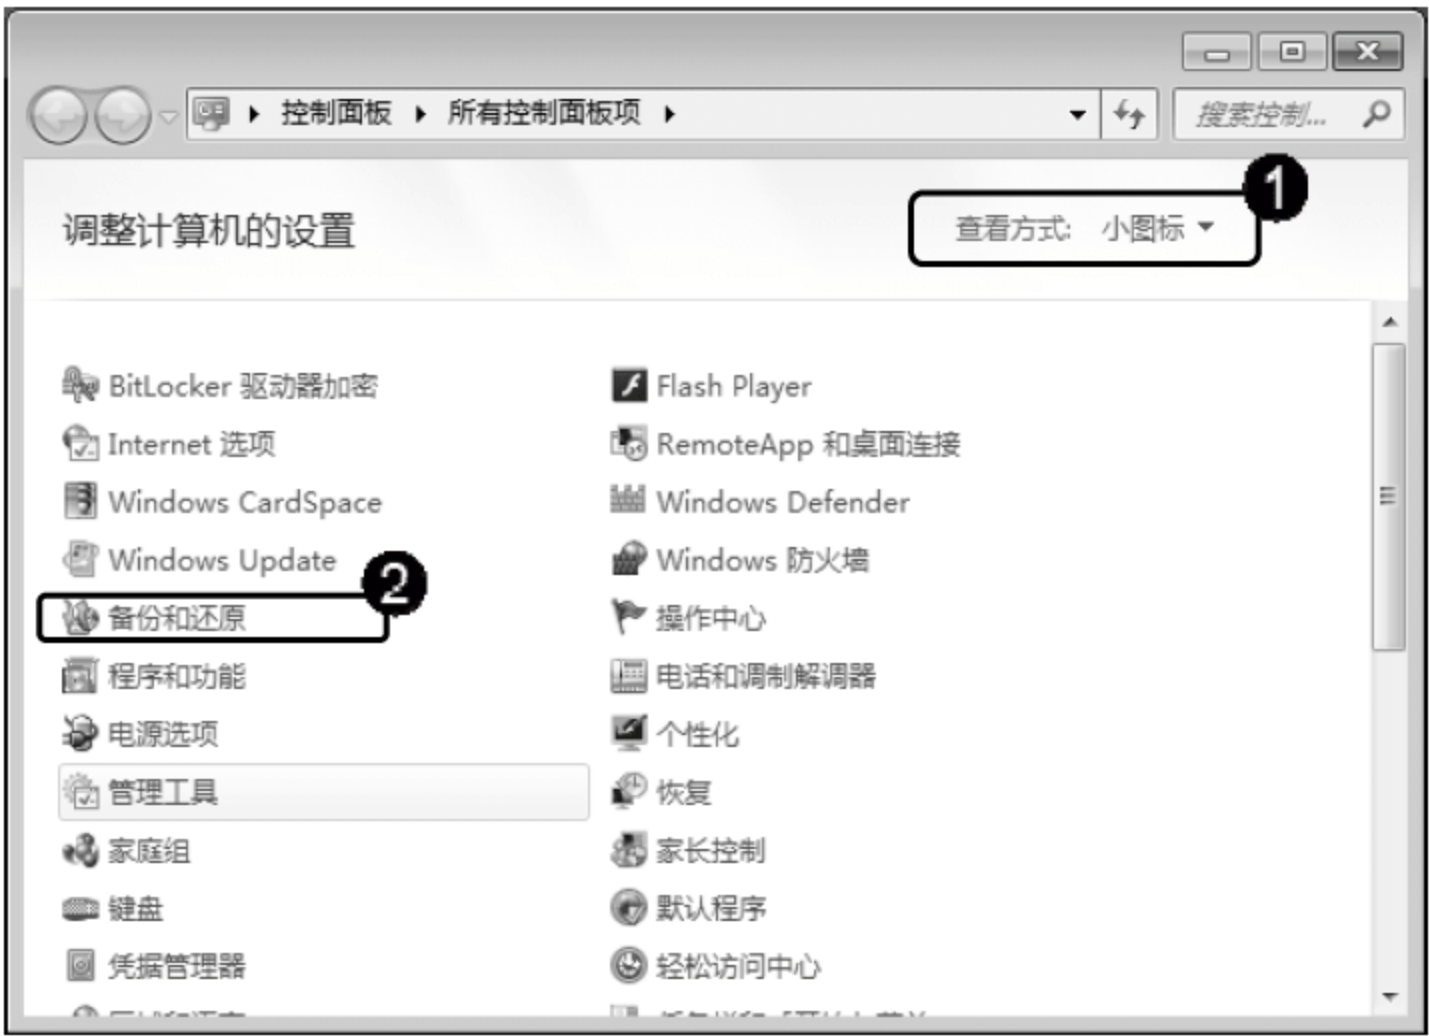 控制面板 所有控制面板项
搜索控制...
1
调整计算机的设置
查看方式: 小图标
BitLocker 驱动器加密 Flash Player
Internet 选项 RemoteApp 和桌面连接
Windows CardSpace Windows Defender
Windows Update Windows 防火墙
2
备份和还原 操作中心
程序和功能 电话和调制解调器
电源选项 个性化
管理工具 恢复
家庭组 家长控制
键盘 默认程序
凭据管理器 轻松访问中心